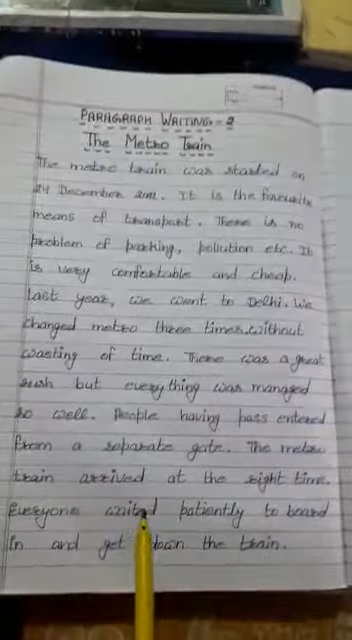 PARAGRAPH WRITING:- 2
The Metro Train
The metro train was started on
24 December 2002. It is the favourite
means of transport. There is no
problem of parking, pollution etc. It
is very comfortable and cheap.
Last year, we went to Delhi. We
changed metro three times, without
wasting of time. There was a great
rush but everything was managed
so well. People having pass entered
from a separate gate. The metro
train arrived at the right time.
Everyone waited patiently to board
In and get down the train.